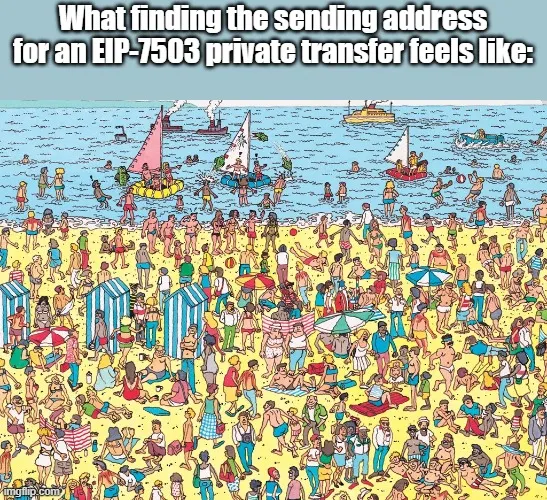 What finding the sending address
for an EIP-7503 private transfer feels like:
imgflip.com